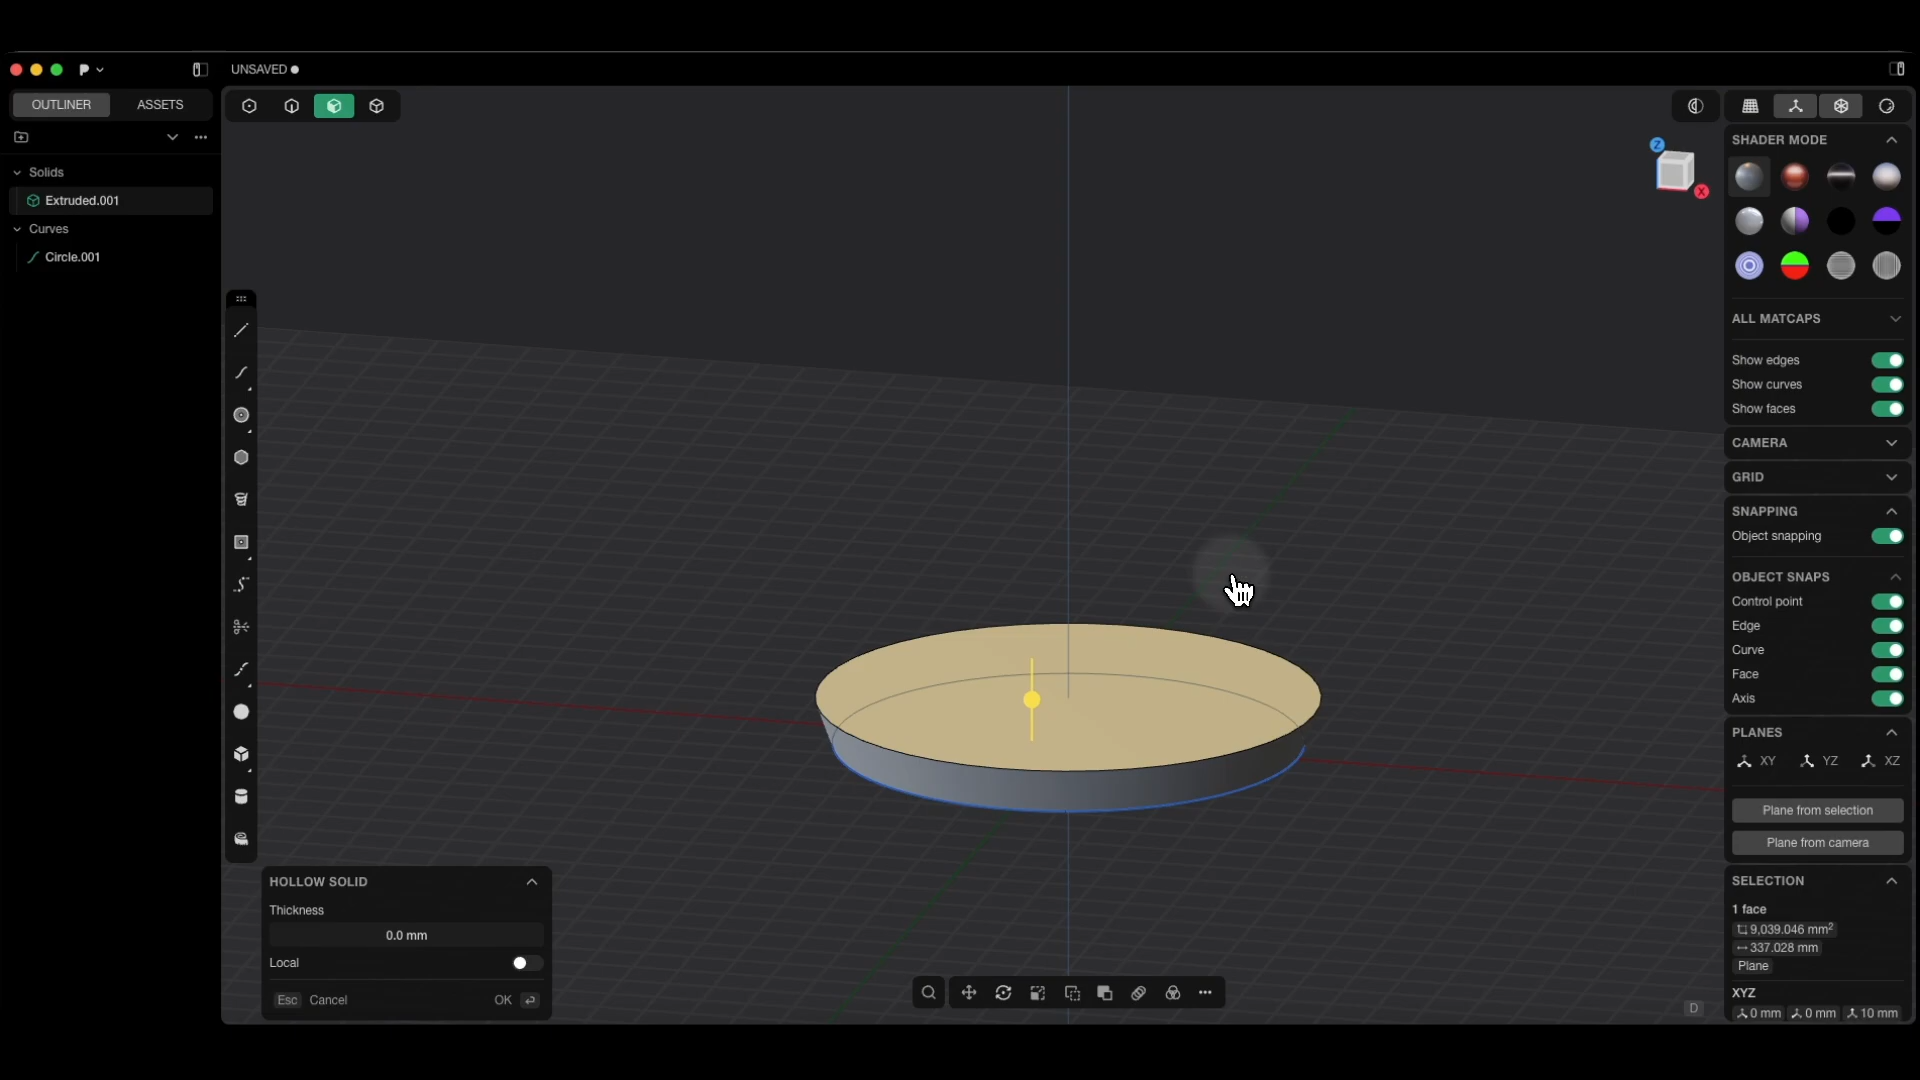 UNSAVED
OUTLINER ASSETS
Solids
Extruded.001
Curves
Circle.001
Z
X
SHADER MODE
ALL MATCAPS
Show edges
Show curves
Show faces
CAMERA
GRID
SNAPPING
Object snapping
OBJECT SNAPS
Control point
Edge
Curve
Face
Axis
PLANES
XY YZ XZ
Plane from selection
Plane from camera
SELECTION
1 face
9,039.046 mm²
337.028 mm
Plane
XYZ
0 mm 0 mm 10 mm
HOLLOW SOLID
Thickness
0.0 mm
Local
Esc Cancel OK
D